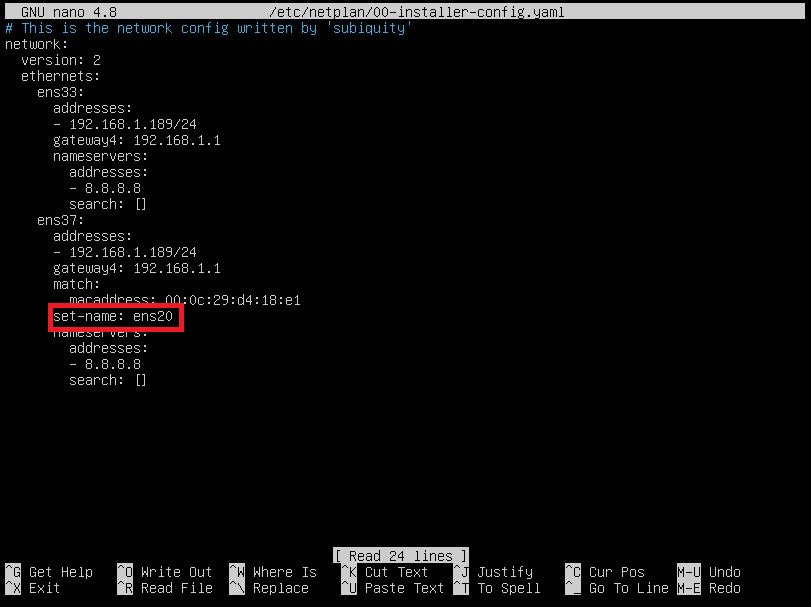 GNU nano 4.8 /etc/netplan/00-installer-config.yaml
# This is the network config written by 'subiquity'
network:
  version: 2
  ethernets:
    ens33:
      addresses:
      - 192.168.1.189/24
      gateway4: 192.168.1.1
      nameservers:
        addresses:
        - 8.8.8.8
        search: []
    ens37:
      addresses:
      - 192.168.1.189/24
      gateway4: 192.168.1.1
      match:
        macaddress: 00:0c:29:d4:18:e1
      set-name: ens20
      nameservers:
        addresses:
        - 8.8.8.8
        search: []
[ Read 24 lines ]
^G Get Help ^O Write Out ^W Where Is ^K Cut Text ^J Justify ^C Cur Pos M-U Undo
^X Exit ^R Read File ^\ Replace ^U Paste Text ^T To Spell ^_ Go To Line M-E Redo